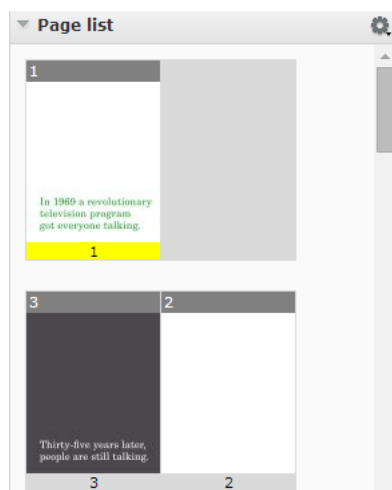 Page list
1
In 1969 a revolutionary
television program
got everyone talking.
1
3 2
Thirty-five years later,
people are still talking.
3 2